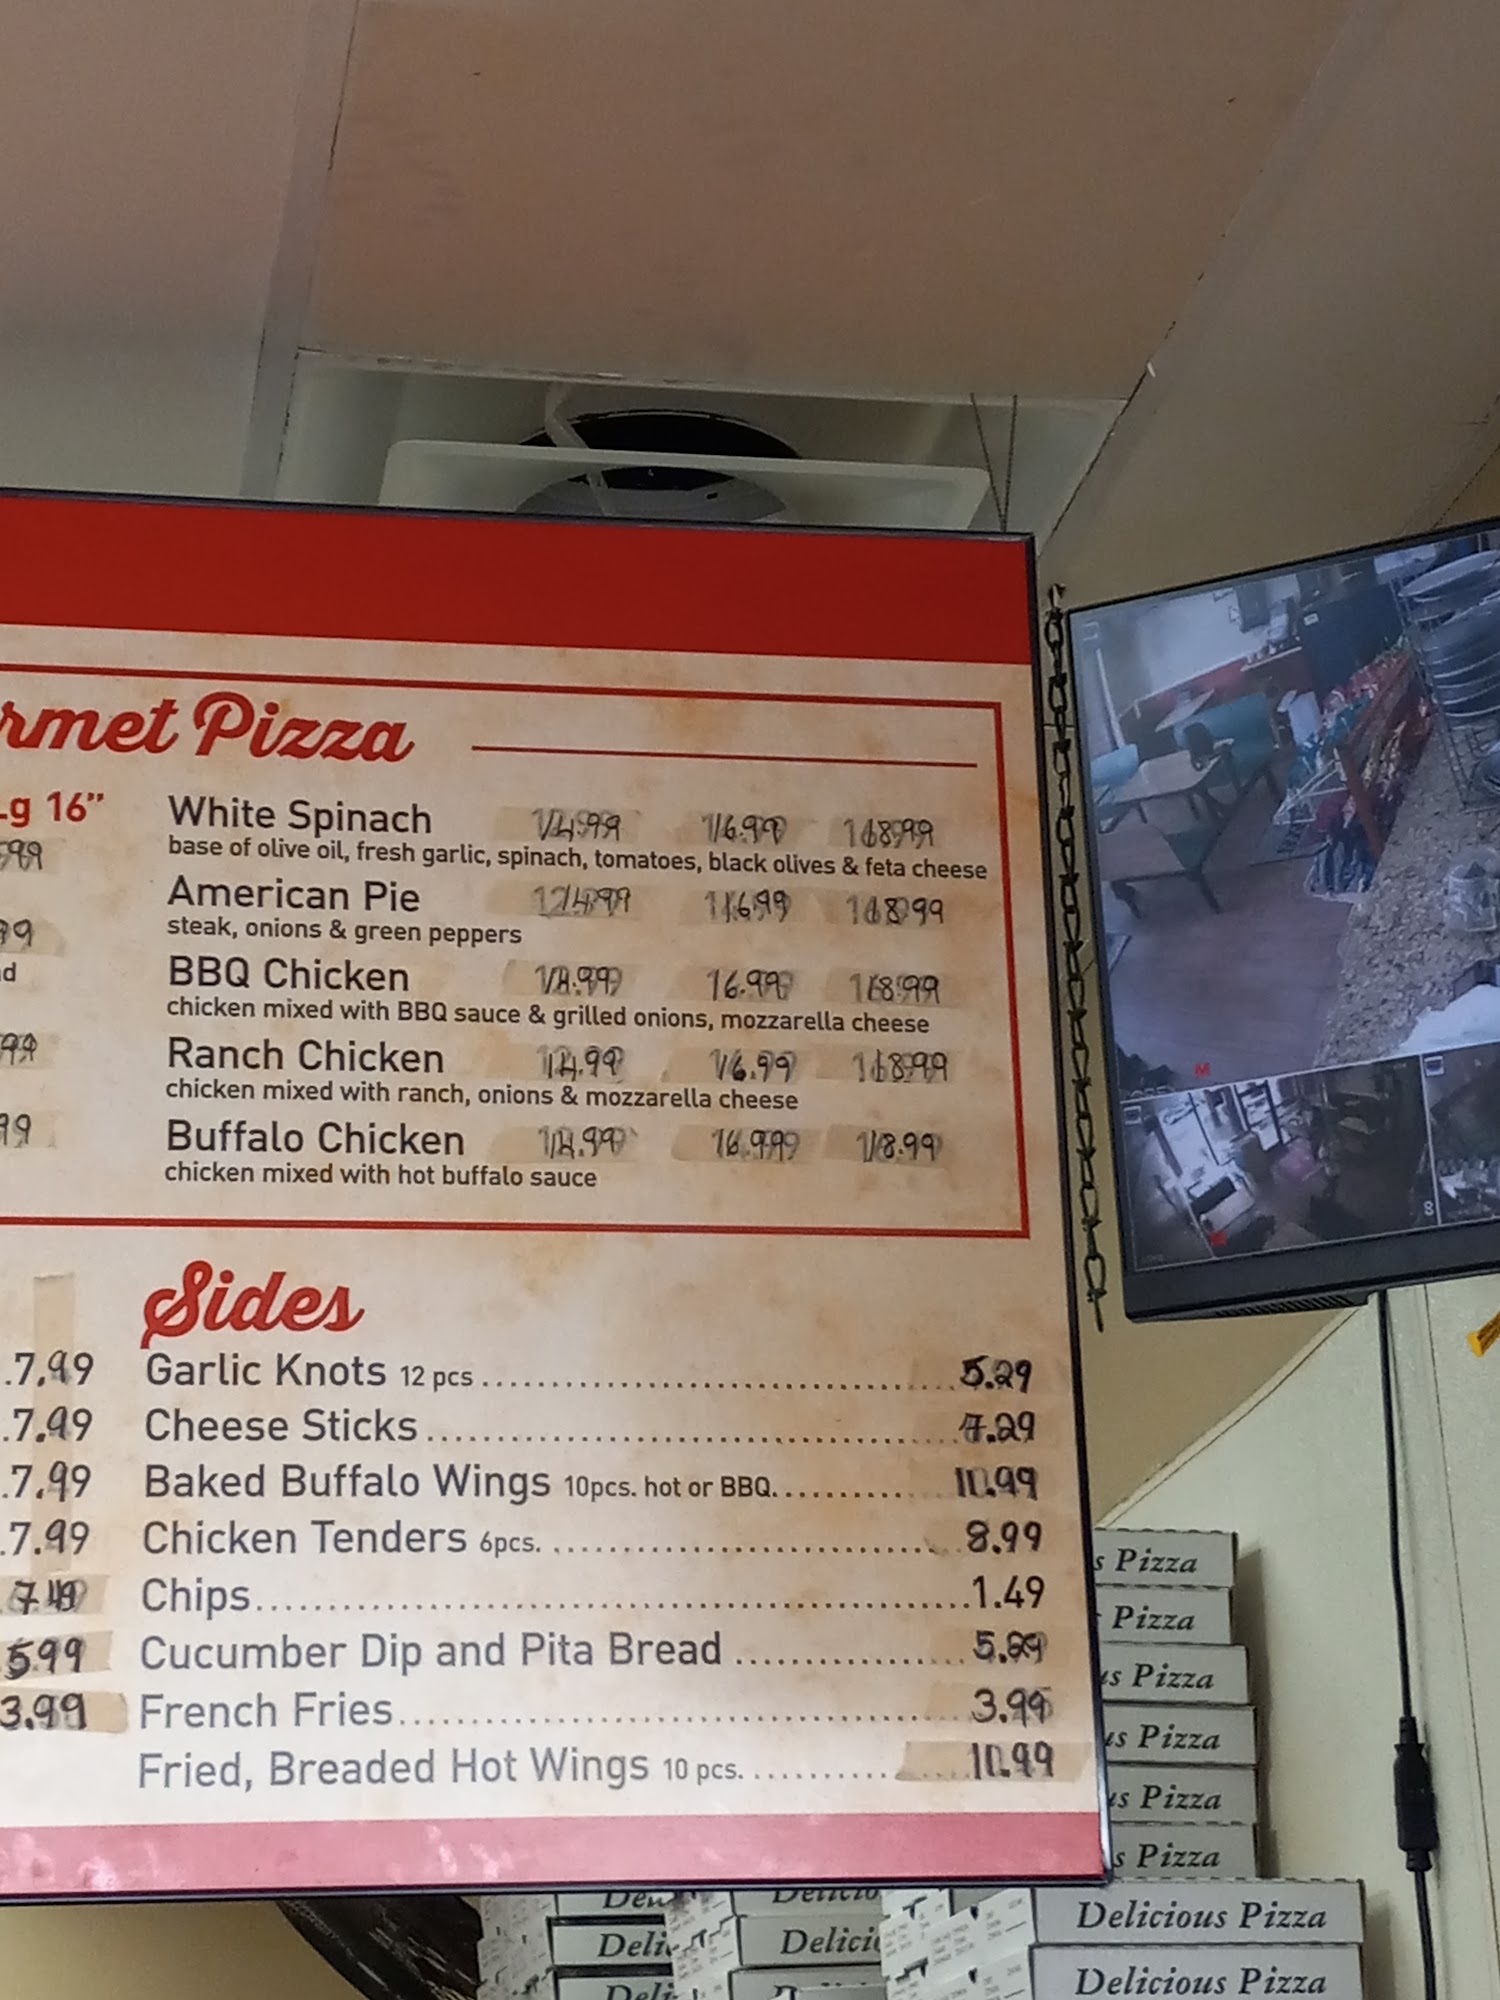 rmet Pizza
Lg 16"
White Spinach 14.99 16.99 18.99
base of olive oil, fresh garlic, spinach, tomatoes, black olives & feta cheese
American Pie 14.99 16.99 18.99
steak, onions & green peppers
BBQ Chicken 16.99 18.99
chicken mixed with BBQ sauce & grilled onions, mozzarella cheese
Ranch Chicken 14.99 16.99 18.99
chicken mixed with ranch, onions & mozzarella cheese
Buffalo Chicken 16.99 18.99
chicken mixed with hot buffalo sauce
Sides
.7.49
.7.49
.7.49
.7.49
5.99
3.99
Garlic Knots 12 pcs 5.29
Cheese Sticks 7.29
Baked Buffalo Wings 10pcs. hot or BBQ. 10.99
Chicken Tenders 6pcs. 8.99
Chips 1.49
Cucumber Dip and Pita Bread 5.29
French Fries 3.99
Fried, Breaded Hot Wings 10 pcs. 10.99
s Pizza
Pizza
us Pizza
us Pizza
us Pizza
s Pizza
Delicious Pizza
Delicious Pizza